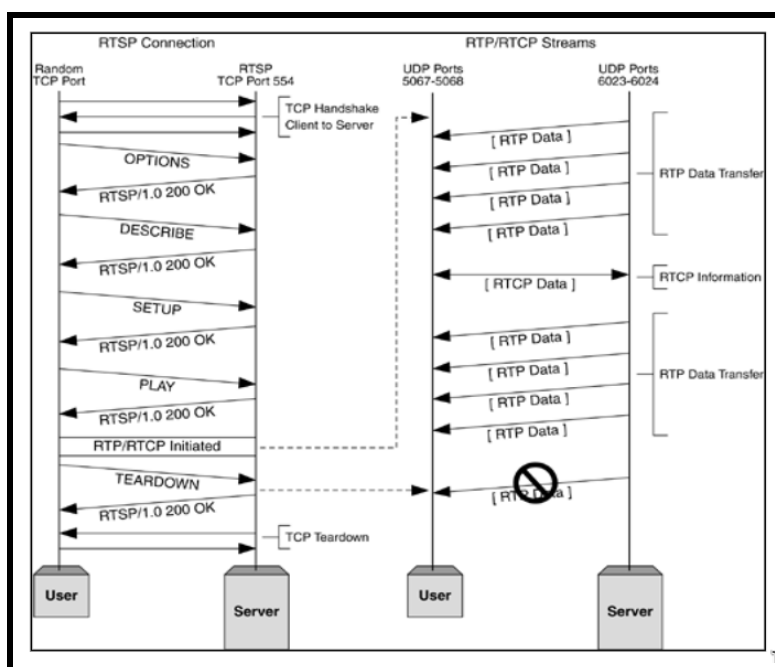 RTSP Connection
RTP/RTCP Streams
Random
TCP Port
RTSP
TCP Port 554
UDP Ports
5067-5068
UDP Ports
6023-6024
TCP Handshake
Client to Server
OPTIONS
RTSP/1.0 200 OK
DESCRIBE
RTSP/1.0 200 OK
SETUP
RTSP/1.0 200 OK
PLAY
RTSP/1.0 200 OK
RTP/RTCP Initiated
TEARDOWN
RTSP/1.0 200 OK
TCP Teardown
User
Server
[ RTP Data ]
[ RTP Data ]
[ RTP Data ]
[ RTP Data ]
RTP Data Transfer
[ RTCP Data ]
RTCP Information
[ RTP Data ]
[ RTP Data ]
[ RTP Data ]
[ RTP Data ]
RTP Data Transfer
[ RTP Data ]
User
Server